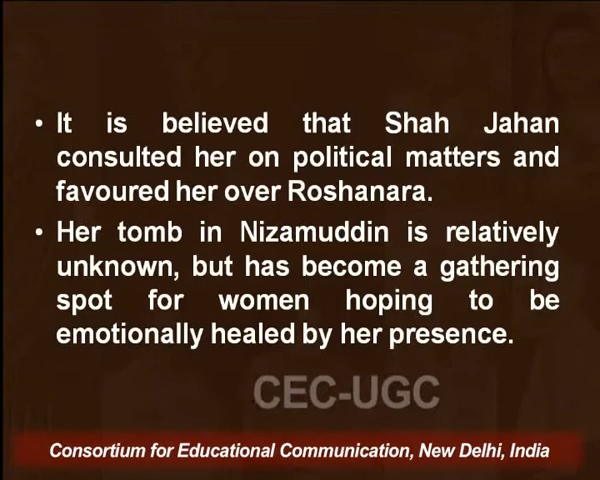 • It is believed that Shah Jahan
consulted her on political matters and
favoured her over Roshanara.
• Her tomb in Nizamuddin is relatively
unknown, but has become a gathering
spot for women hoping to be
emotionally healed by her presence.
CEC-UGC
Consortium for Educational Communication, New Delhi, India